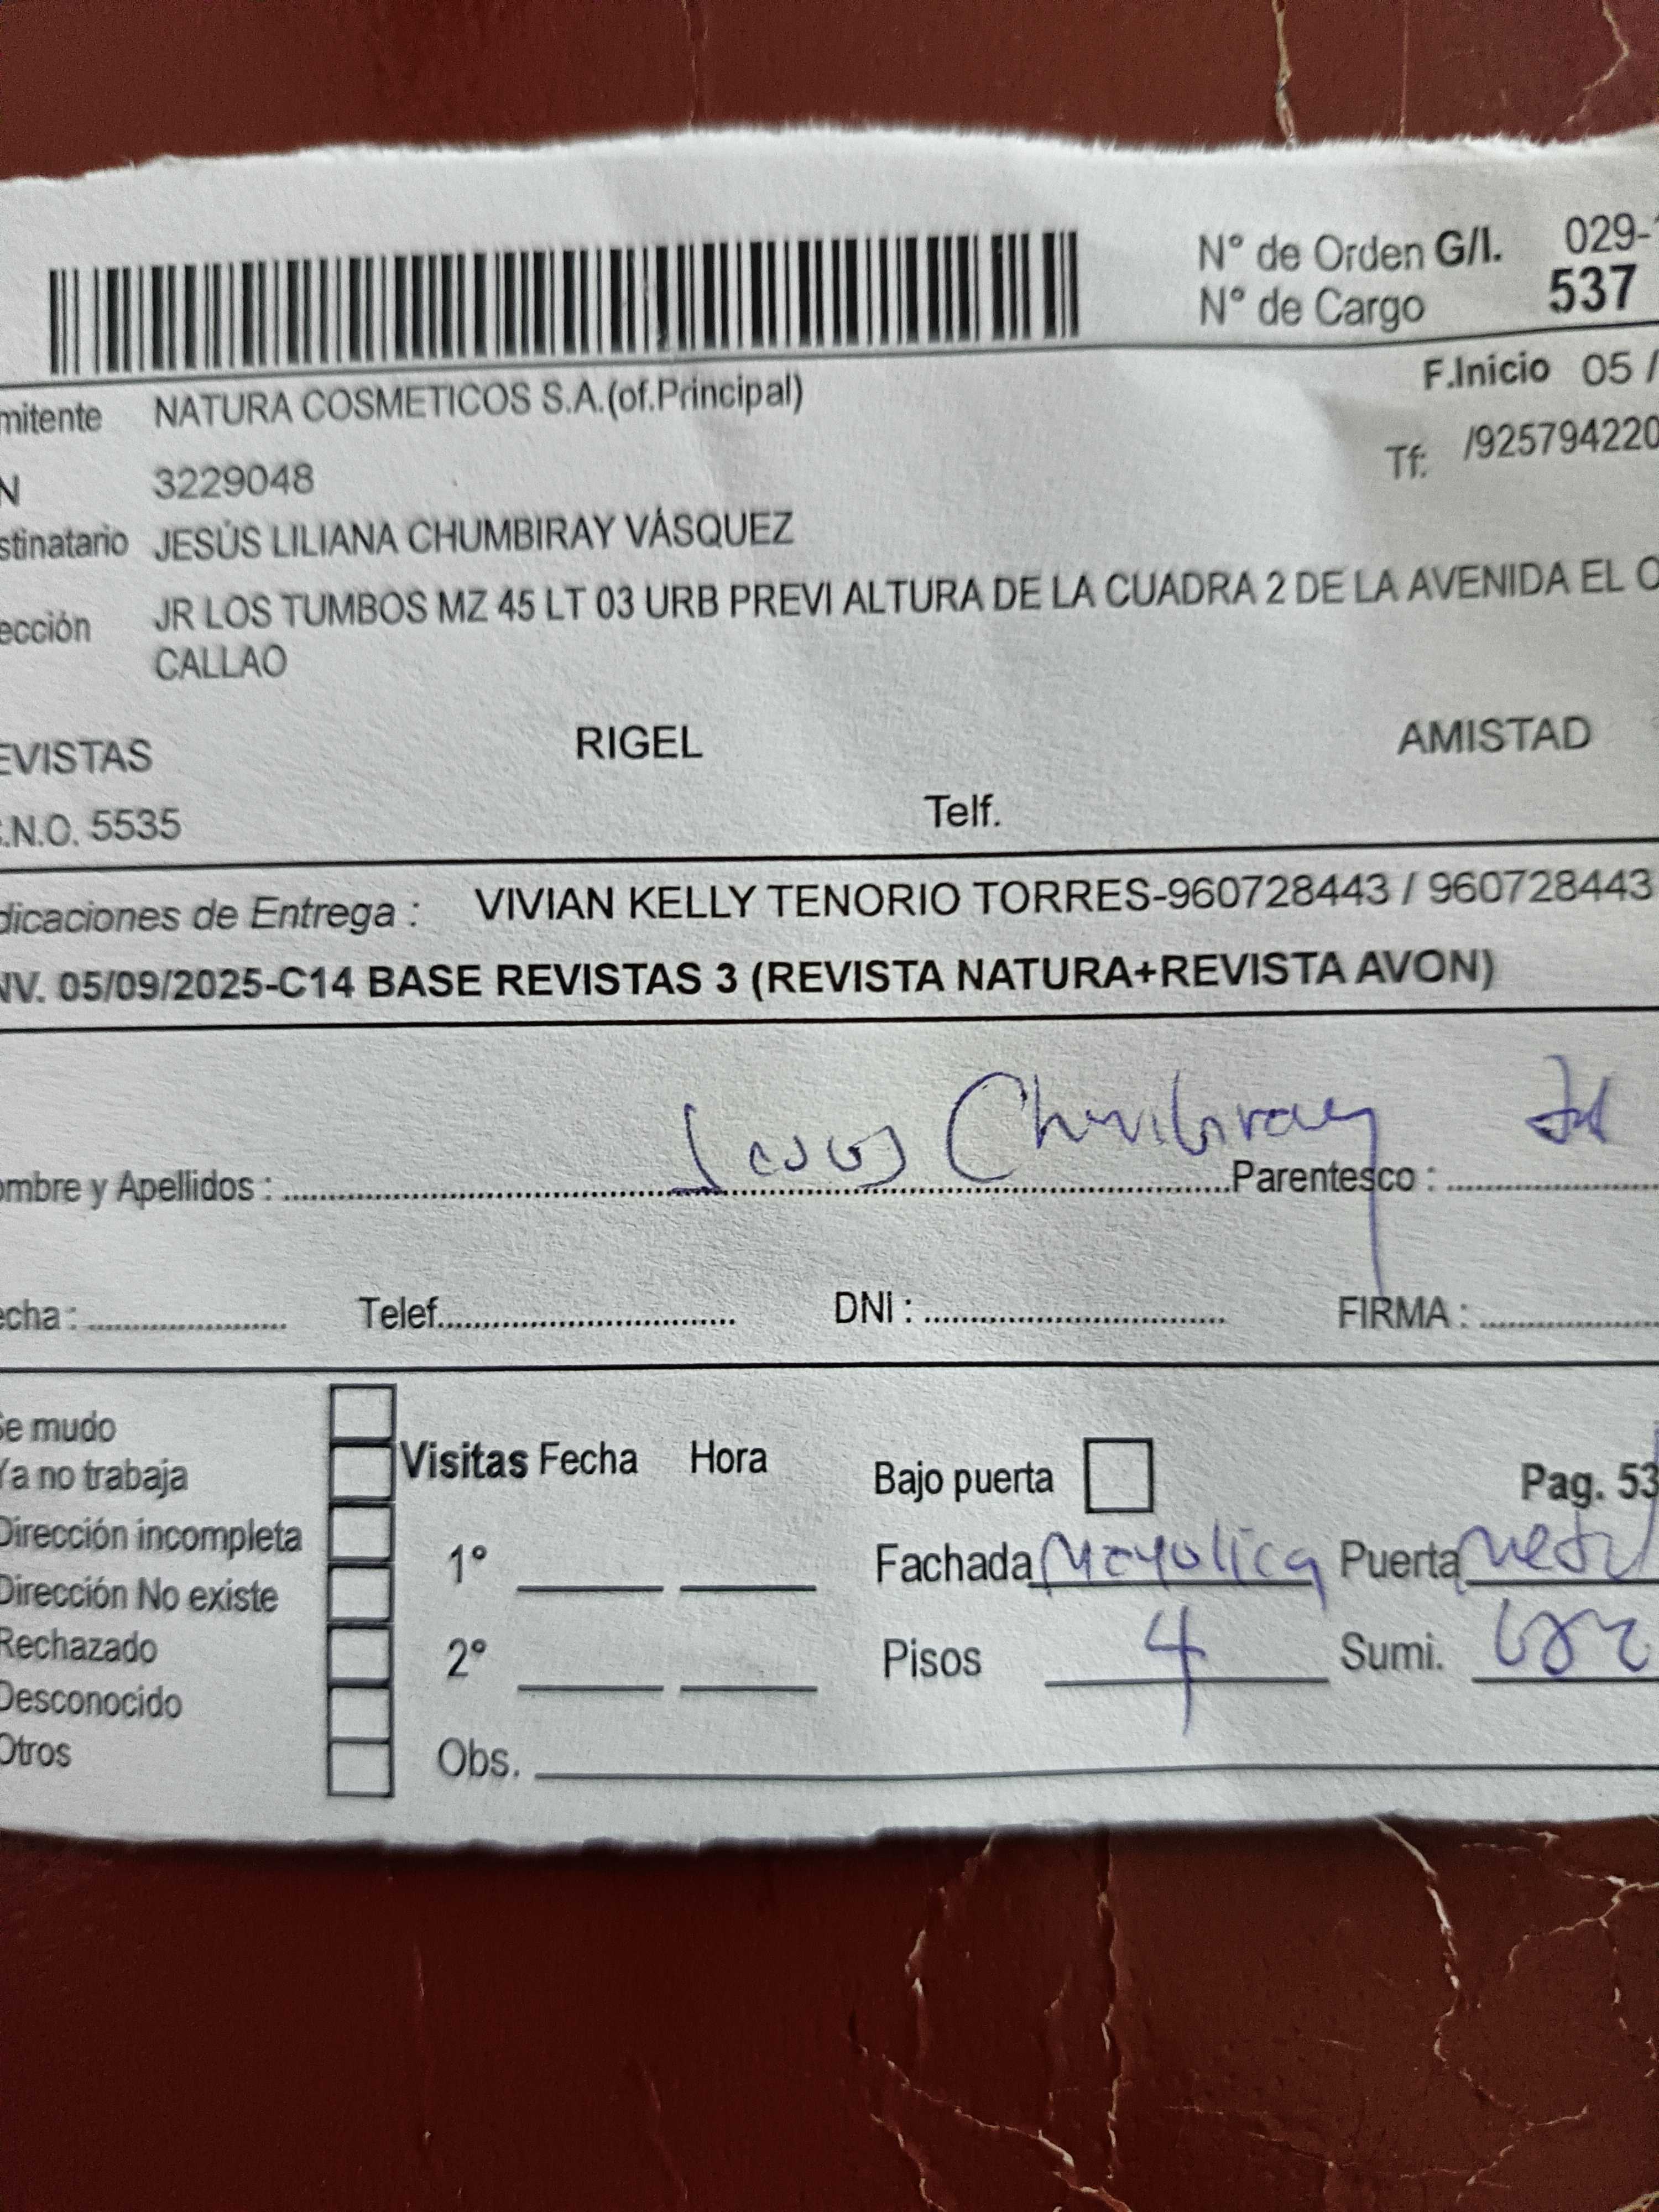 N° de Orden G/I. 029-
N° de Cargo 537
F.Inicio 05 /
mitente NATURA COSMETICOS S.A.(of.Principal)
Tf: /925794220
N 3229048
stinatario JESÚS LILIANA CHUMBIRAY VÁSQUEZ
ección JR LOS TUMBOS MZ 45 LT 03 URB PREVI ALTURA DE LA CUADRA 2 DE LA AVENIDA EL O
CALLAO
EVISTAS RIGEL AMISTAD
.N.O. 5535 Telf.
dicaciones de Entrega : VIVIAN KELLY TENORIO TORRES-960728443 / 960728443
NV. 05/09/2025-C14 BASE REVISTAS 3 (REVISTA NATURA+REVISTA AVON)
ombre y Apellidos : Jesus Chumbiray Parentesco :
echa : Telef. DNI : FIRMA :
Se mudo
Ya no trabaja
Dirección incompleta
Dirección No existe
Rechazado
Desconocido
Otros
Visitas Fecha Hora
1°
2°
Obs.
Bajo puerta Pag. 53
Fachada Mayolica Puerta
Pisos 4 Sumi.